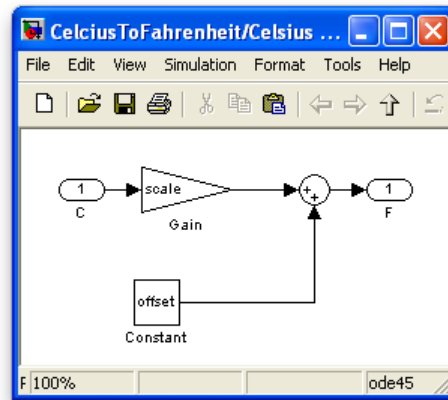 CelciusToFahrenheit/Celsius ...
File Edit View Simulation Format Tools Help
1 scale + + 1
C Gain F
offset
Constant
F 100% ode45